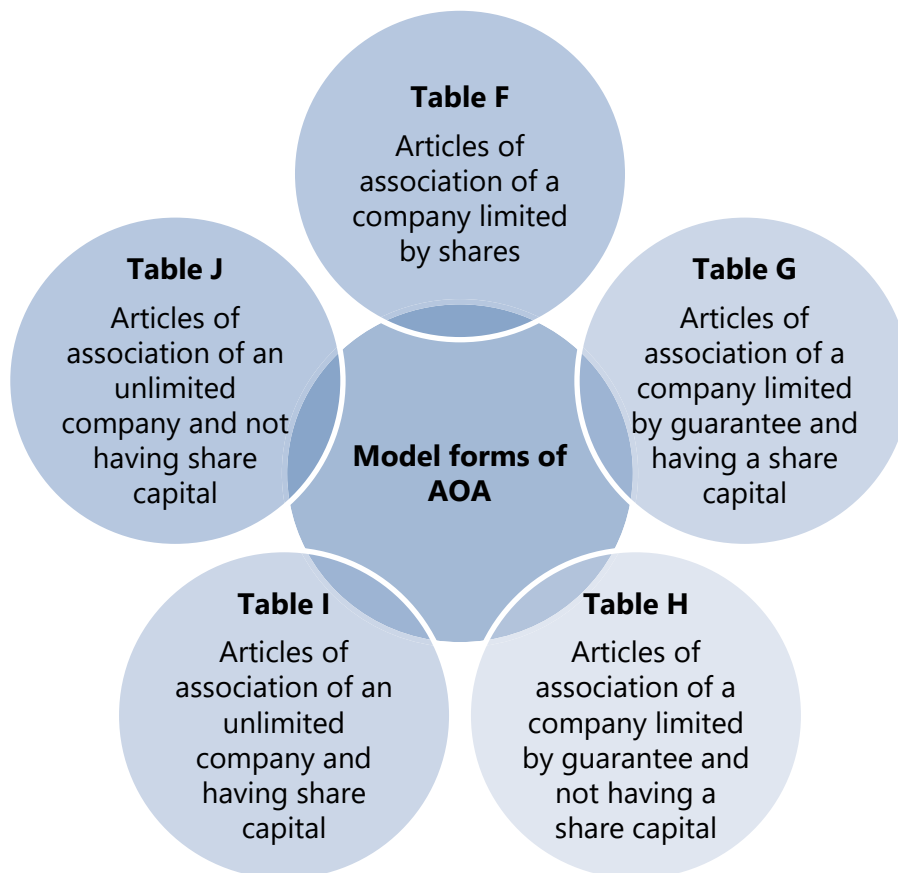 Table F
Articles of
association of a
company limited
by shares
Table G
Articles of
association of a
company limited
by guarantee and
having a share
capital
Table H
Articles of
association of a
company limited
by guarantee and
not having a
share capital
Table I
Articles of
association of an
unlimited
company and
having share
capital
Table J
Articles of
association of an
unlimited
company and not
having share
capital
Model forms of
AOA